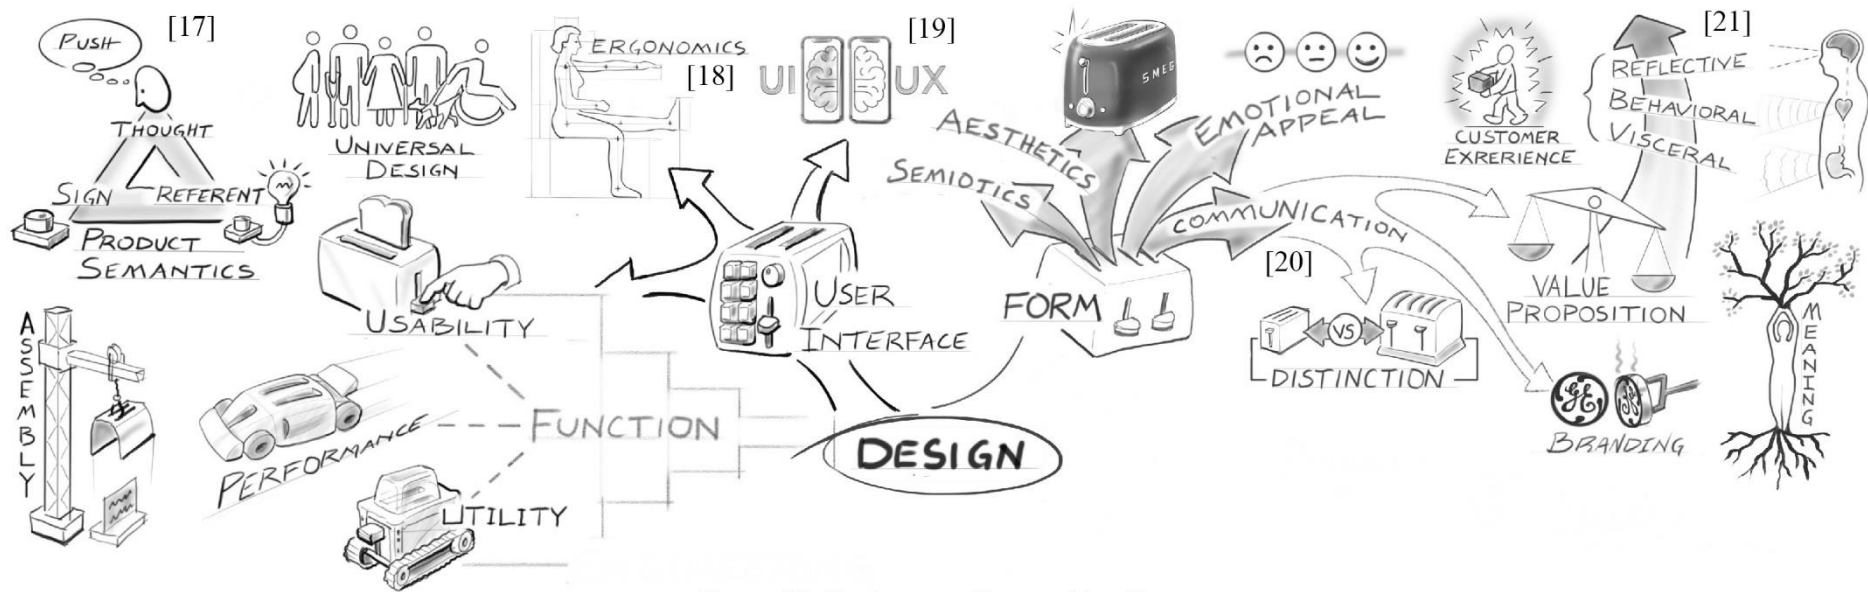 PUSH
[17]
THOUGHT
SIGN
REFERENT
PRODUCT
SEMANTICS
UNIVERSAL
DESIGN
ERGONOMICS
[18]
UI
UX
[19]
SMEG
AESTHETICS
SEMIOTICS
EMOTIONAL
APPEAL
COMMUNICATION
CUSTOMER
EXRERIENCE
[21]
REFLECTIVE
BEHAVIORAL
VISCERAL
[20]
VALUE
PROPOSITION
MEANING
USABILITY
USER
INTERFACE
FORM
VS
DISTINCTION
GE
BRANDING
ASSEMBLY
PERFORMANCE
FUNCTION
DESIGN
UTILITY